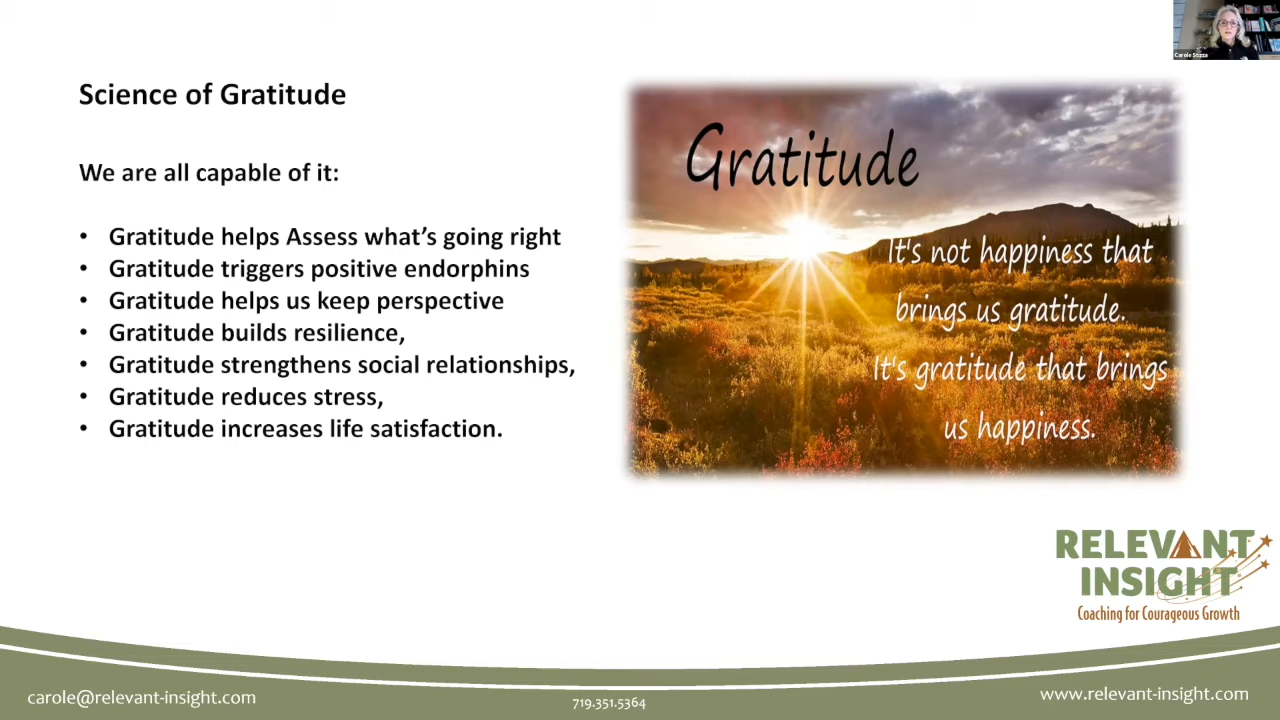 Carole Stizza
Science of Gratitude
We are all capable of it:
• Gratitude helps Assess what's going right
• Gratitude triggers positive endorphins
• Gratitude helps us keep perspective
• Gratitude builds resilience,
• Gratitude strengthens social relationships,
• Gratitude reduces stress,
• Gratitude increases life satisfaction.
Gratitude
It's not happiness that
brings us gratitude.
It's gratitude that brings
us happiness.
RELEVANT
INSIGHT
Coaching for Courageous Growth
carole@relevant-insight.com
719.351.5364
www.relevant-insight.com